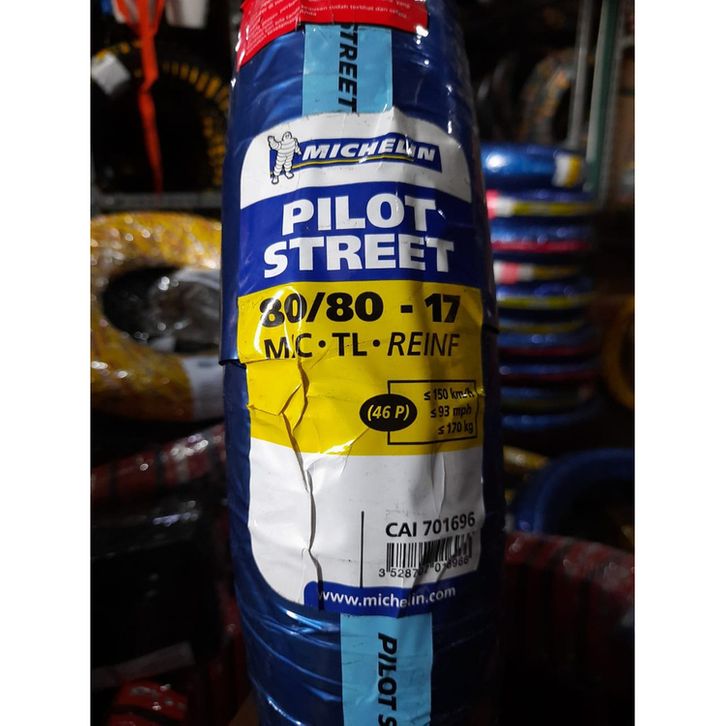 STREET
MICHELIN
PILOT
STREET
80/80 - 17
M/C • TL • REINF
(46 P)
≤ 150 km/h
≤ 93 mph
≤ 170 kg
CAI 701696
www.michelin.com
PILOT S